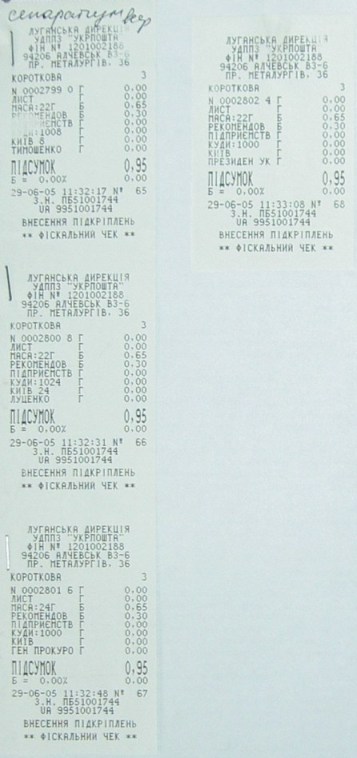 сепаратизм
ЛУГАНСЬКА ДИРЕКЦІ
УДППЗ "УКРПОШТА"
ФІН № 1201002188
94206 АЛЧЕВСЬК ВЗ-6
ПР. МЕТАЛУРГІВ. 36
КОРОТКОВА 3
N 0002799 0 Г 0.00
ЛИСТ Г 0.00
МАСА:22Г Б 0.65
РЕКОМЕНДОВ Б 0.30
ПІДПРИЄМСТВ Г 0.00
КУДИ:1008 Г 0.00
КИЇВ 8 Г 0.00
ТИМОШЕНКО Г 0.00
ПІДСУМОК 0,95
Б = 0.00% 0.00
29-06-05 11:32:17 № 65
З.Н. ПБ51001744
UA 9951001744
ВНЕСЕННЯ ПІДКРІПЛЕНЬ
** ФІСКАЛЬНИЙ ЧЕК **
ЛУГАНСЬКА ДИРЕКЦІЯ
УДППЗ "УКРПОШТА"
ФІН № 1201002188
94206 АЛЧЕВСЬК ВЗ-6
ПР. МЕТАЛУРГІВ. 36
КОРОТКОВА 3
N 0002800 8 Г 0.00
ЛИСТ Г 0.00
МАСА:22Г Б 0.65
РЕКОМЕНДОВ Б 0.30
ПІДПРИЄМСТВ Г 0.00
КУДИ:1024 Г 0.00
КИЇВ 24 Г 0.00
ЛУЦЕНКО Г 0.00
ПІДСУМОК 0,95
Б = 0.00% 0.00
29-06-05 11:32:31 № 66
З.Н. ПБ51001744
UA 9951001744
ВНЕСЕННЯ ПІДКРІПЛЕНЬ
** ФІСКАЛЬНИЙ ЧЕК **
ЛУГАНСЬКА ДИРЕКЦІЯ
УДППЗ "УКРПОШТА"
ФІН № 1201002188
94206 АЛЧЕВСЬК ВЗ-6
ПР. МЕТАЛУРГІВ. 36
КОРОТКОВА 3
N 0002801 6 Г 0.00
ЛИСТ Г 0.00
МАСА:24Г Б 0.65
РЕКОМЕНДОВ Б 0.30
ПІДПРИЄМСТВ Г 0.00
КУДИ:1000 Г 0.00
КИЇВ Г 0.00
ГЕН ПРОКУРО Г 0.00
ПІДСУМОК 0,95
Б = 0.00% 0.00
29-06-05 11:32:48 № 67
З.Н. ПБ51001744
UA 9951001744
ВНЕСЕННЯ ПІДКРІПЛЕНЬ
** ФІСКАЛЬНИЙ ЧЕК **
ЛУГАНСЬКА ДИРЕКЦІЯ
УДППЗ "УКРПОШТА
ФІН № 1201002188
94206 АЛЧЕВСЬК ВЗ-6
ПР. МЕТАЛУРГІВ. 36
КОРОТКОВА 3
N 0002802 4 Г 0.00
ЛИСТ Г 0.00
МАСА:22Г Б 0.65
РЕКОМЕНДОВ Б 0.30
ПІДПРИЄМСТВ Г 0.00
КУДИ:1000 Г 0.00
КИЇВ Г 0.00
ПРЕЗИДЕН УК Г 0.00
ПІДСУМОК 0,95
Б = 0.00% 0.00
29-06-05 11:33:08 № 68
З.Н. ПБ51001744
UA 9951001744
ВНЕСЕННЯ ПІДКРІПЛЕНЬ
** ФІСКАЛЬНИЙ ЧЕК **